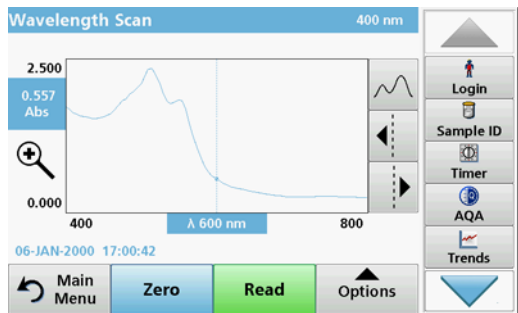 Wavelength Scan
400 nm
2.500
0.557
Abs
0.000
400
λ 600 nm
800
06-JAN-2000 17:00:42
Main
Menu
Zero
Read
Options
Login
Sample ID
Timer
AQA
Trends